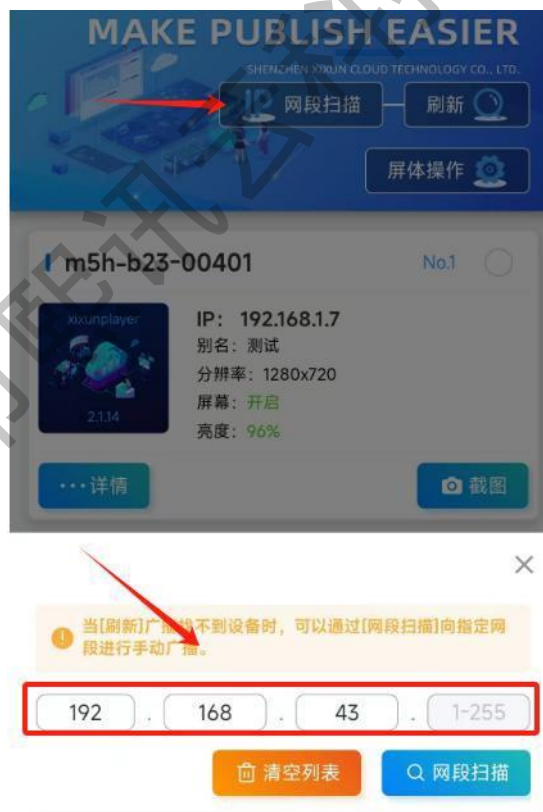 MAKE PUBLISH EASIER
SHENZHEN XIXUN CLOUD TECHNOLOGY CO., LTD.
IP 网段扫描
刷新
屏体操作
m5h-b23-00401
No.1
xixunplayer
2.1.14
IP: 192.168.1.7
别名：测试
分辨率：1280x720
屏幕：开启
亮度：96%
···详情
截图
当[刷新]广播找不到设备时，可以通过[网段扫描]向指定网
段进行手动广播。
192 . 168 . 43 . 1-255
清空列表
网段扫描